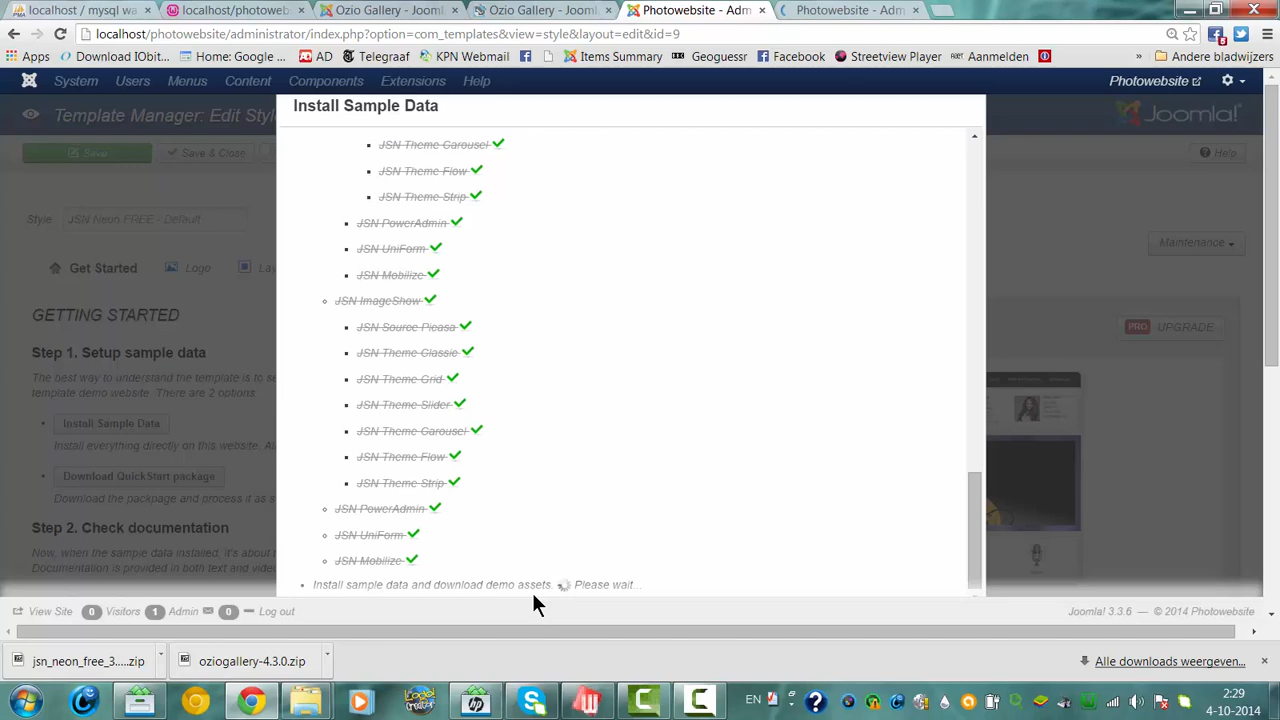 localhost / mysql wa
localhost/photowebs
Ozio Gallery - Joomla
Ozio Gallery - Joom
Photowebsite - Adm
Photowebsite - Adm
localhost/photowebsite/administrator/index.php?option=com_templates&view=style&layout=edit&id=9
Apps
Download IObit
Home: Google
AD
Telegraaf
KPN Webmail
Items Summary
Geoguessr
Facebook
Streetview Player
Aanmelden
»
Andere bladwijzers
System
Users
Menus
Content
Components
Extensions
Help
Photowebsite
Template Manager: Edit Style
Joomla!
Save
Save & Close
Help
Install Sample Data
JSN Theme Carousel
JSN Theme Flow
JSN Theme Strip
JSN PowerAdmin
JSN UniForm
JSN Mobilize
JSN ImageShow
JSN Source Picasa
JSN Theme Classic
JSN Theme Grid
JSN Theme Slider
JSN Theme Carousel
JSN Theme Flow
JSN Theme Strip
JSN PowerAdmin
JSN UniForm
JSN Mobilize
Install sample data and download demo assets. Please wait...
Style
JSN Neon FREE - Default
Maintenance
Get Started
Logo
La
GETTING STARTED
PRO UPGRADE
Step 1. Setup sample data
The best way to understand the template is to se
template demo website. There are 2 options
Install Sample Data
Install everything directly on this website. Al
Download QuickStart package
Download the packpage and process it as s
Step 2. Check documentation
Now, when the sample data installed, it's about
Documentation
View Site
0 Visitors
1 Admin
0
Log out
Joomla! 3.3.6 — © 2014 Photowebsite
jsn_neon_free_3....zip
oziogallery-4.3.0.zip
Alle downloads weergeven...
EN
2:29
4-10-2014